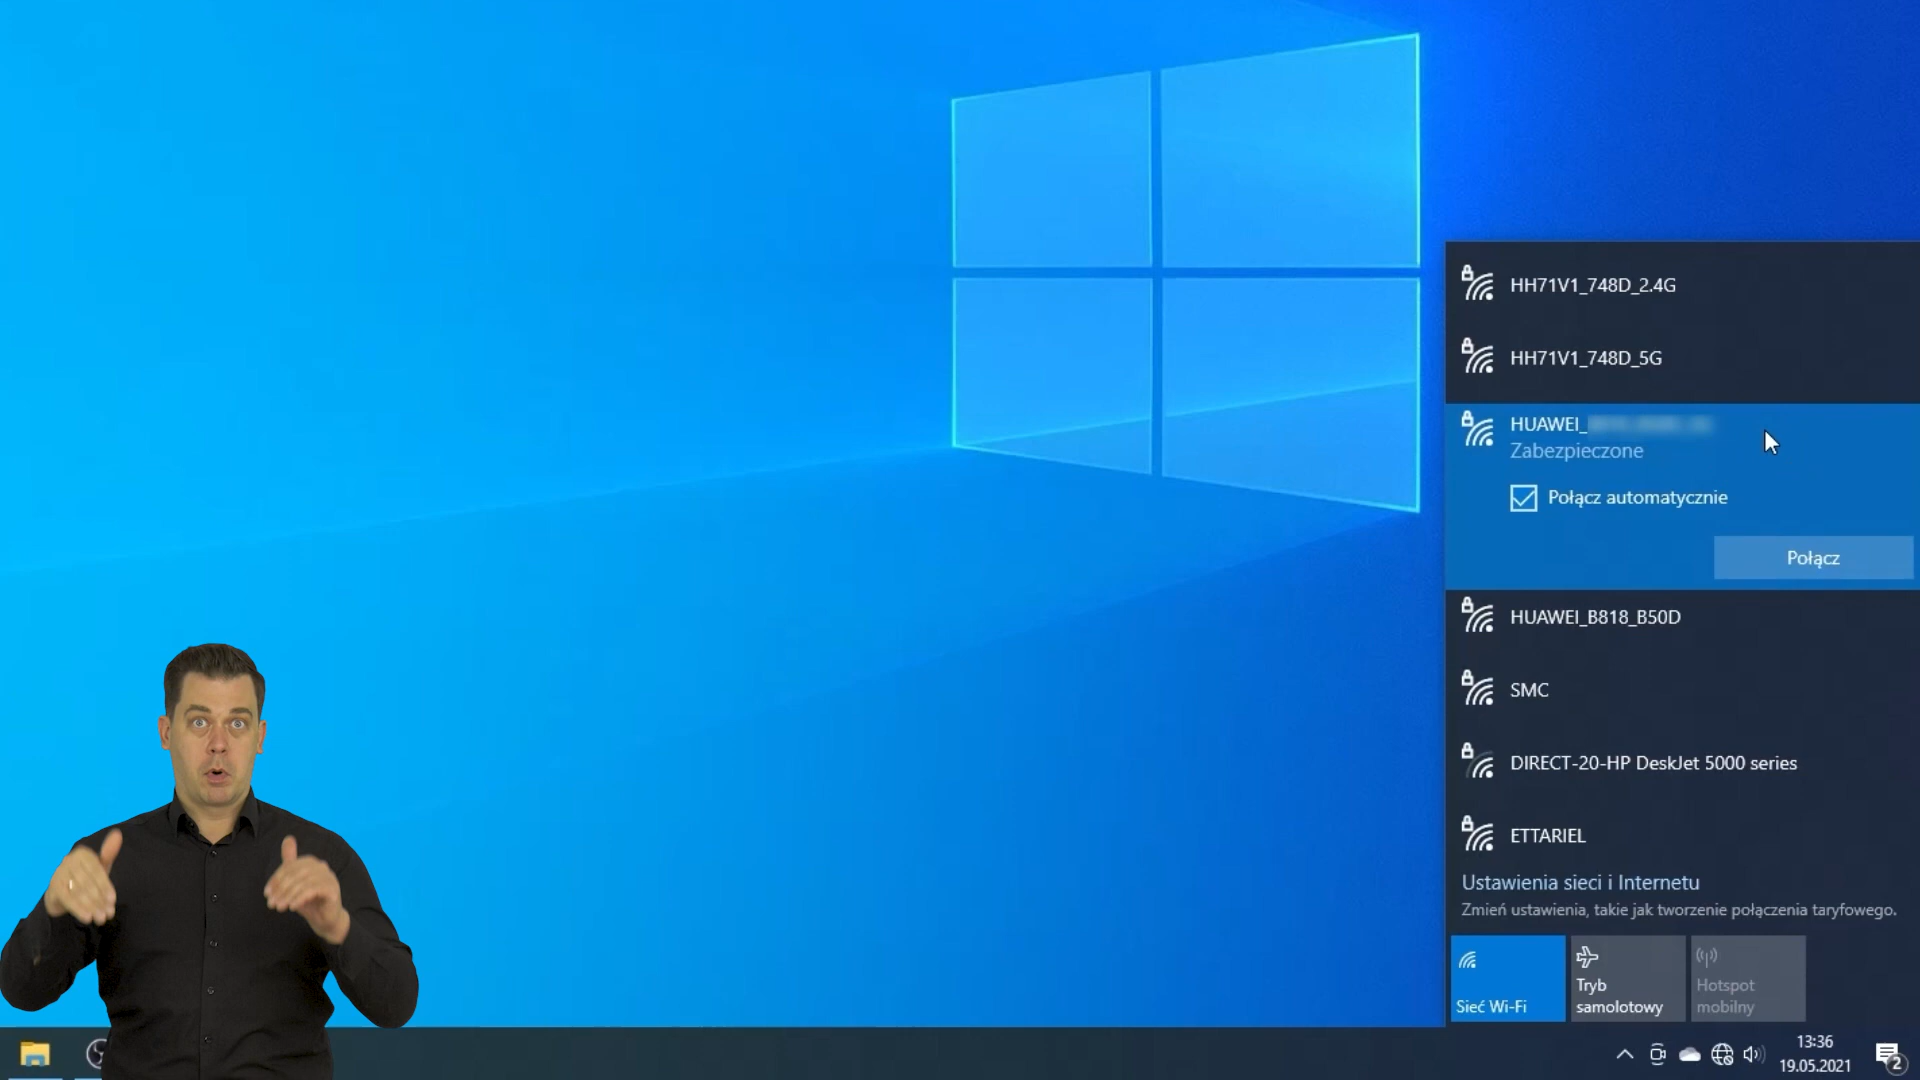 HH71V1_748D_2.4G
HH71V1_748D_5G
HUAWEI_
Zabezpieczone
Połącz automatycznie
Połącz
HUAWEI_B818_B50D
SMC
DIRECT-20-HP DeskJet 5000 series
ETTARIEL
Ustawienia sieci i Internetu
Zmień ustawienia, takie jak tworzenie połączenia taryfowego.
Sieć Wi-Fi
Tryb
samolotowy
Hotspot
mobilny
13:36
19.05.2021
2